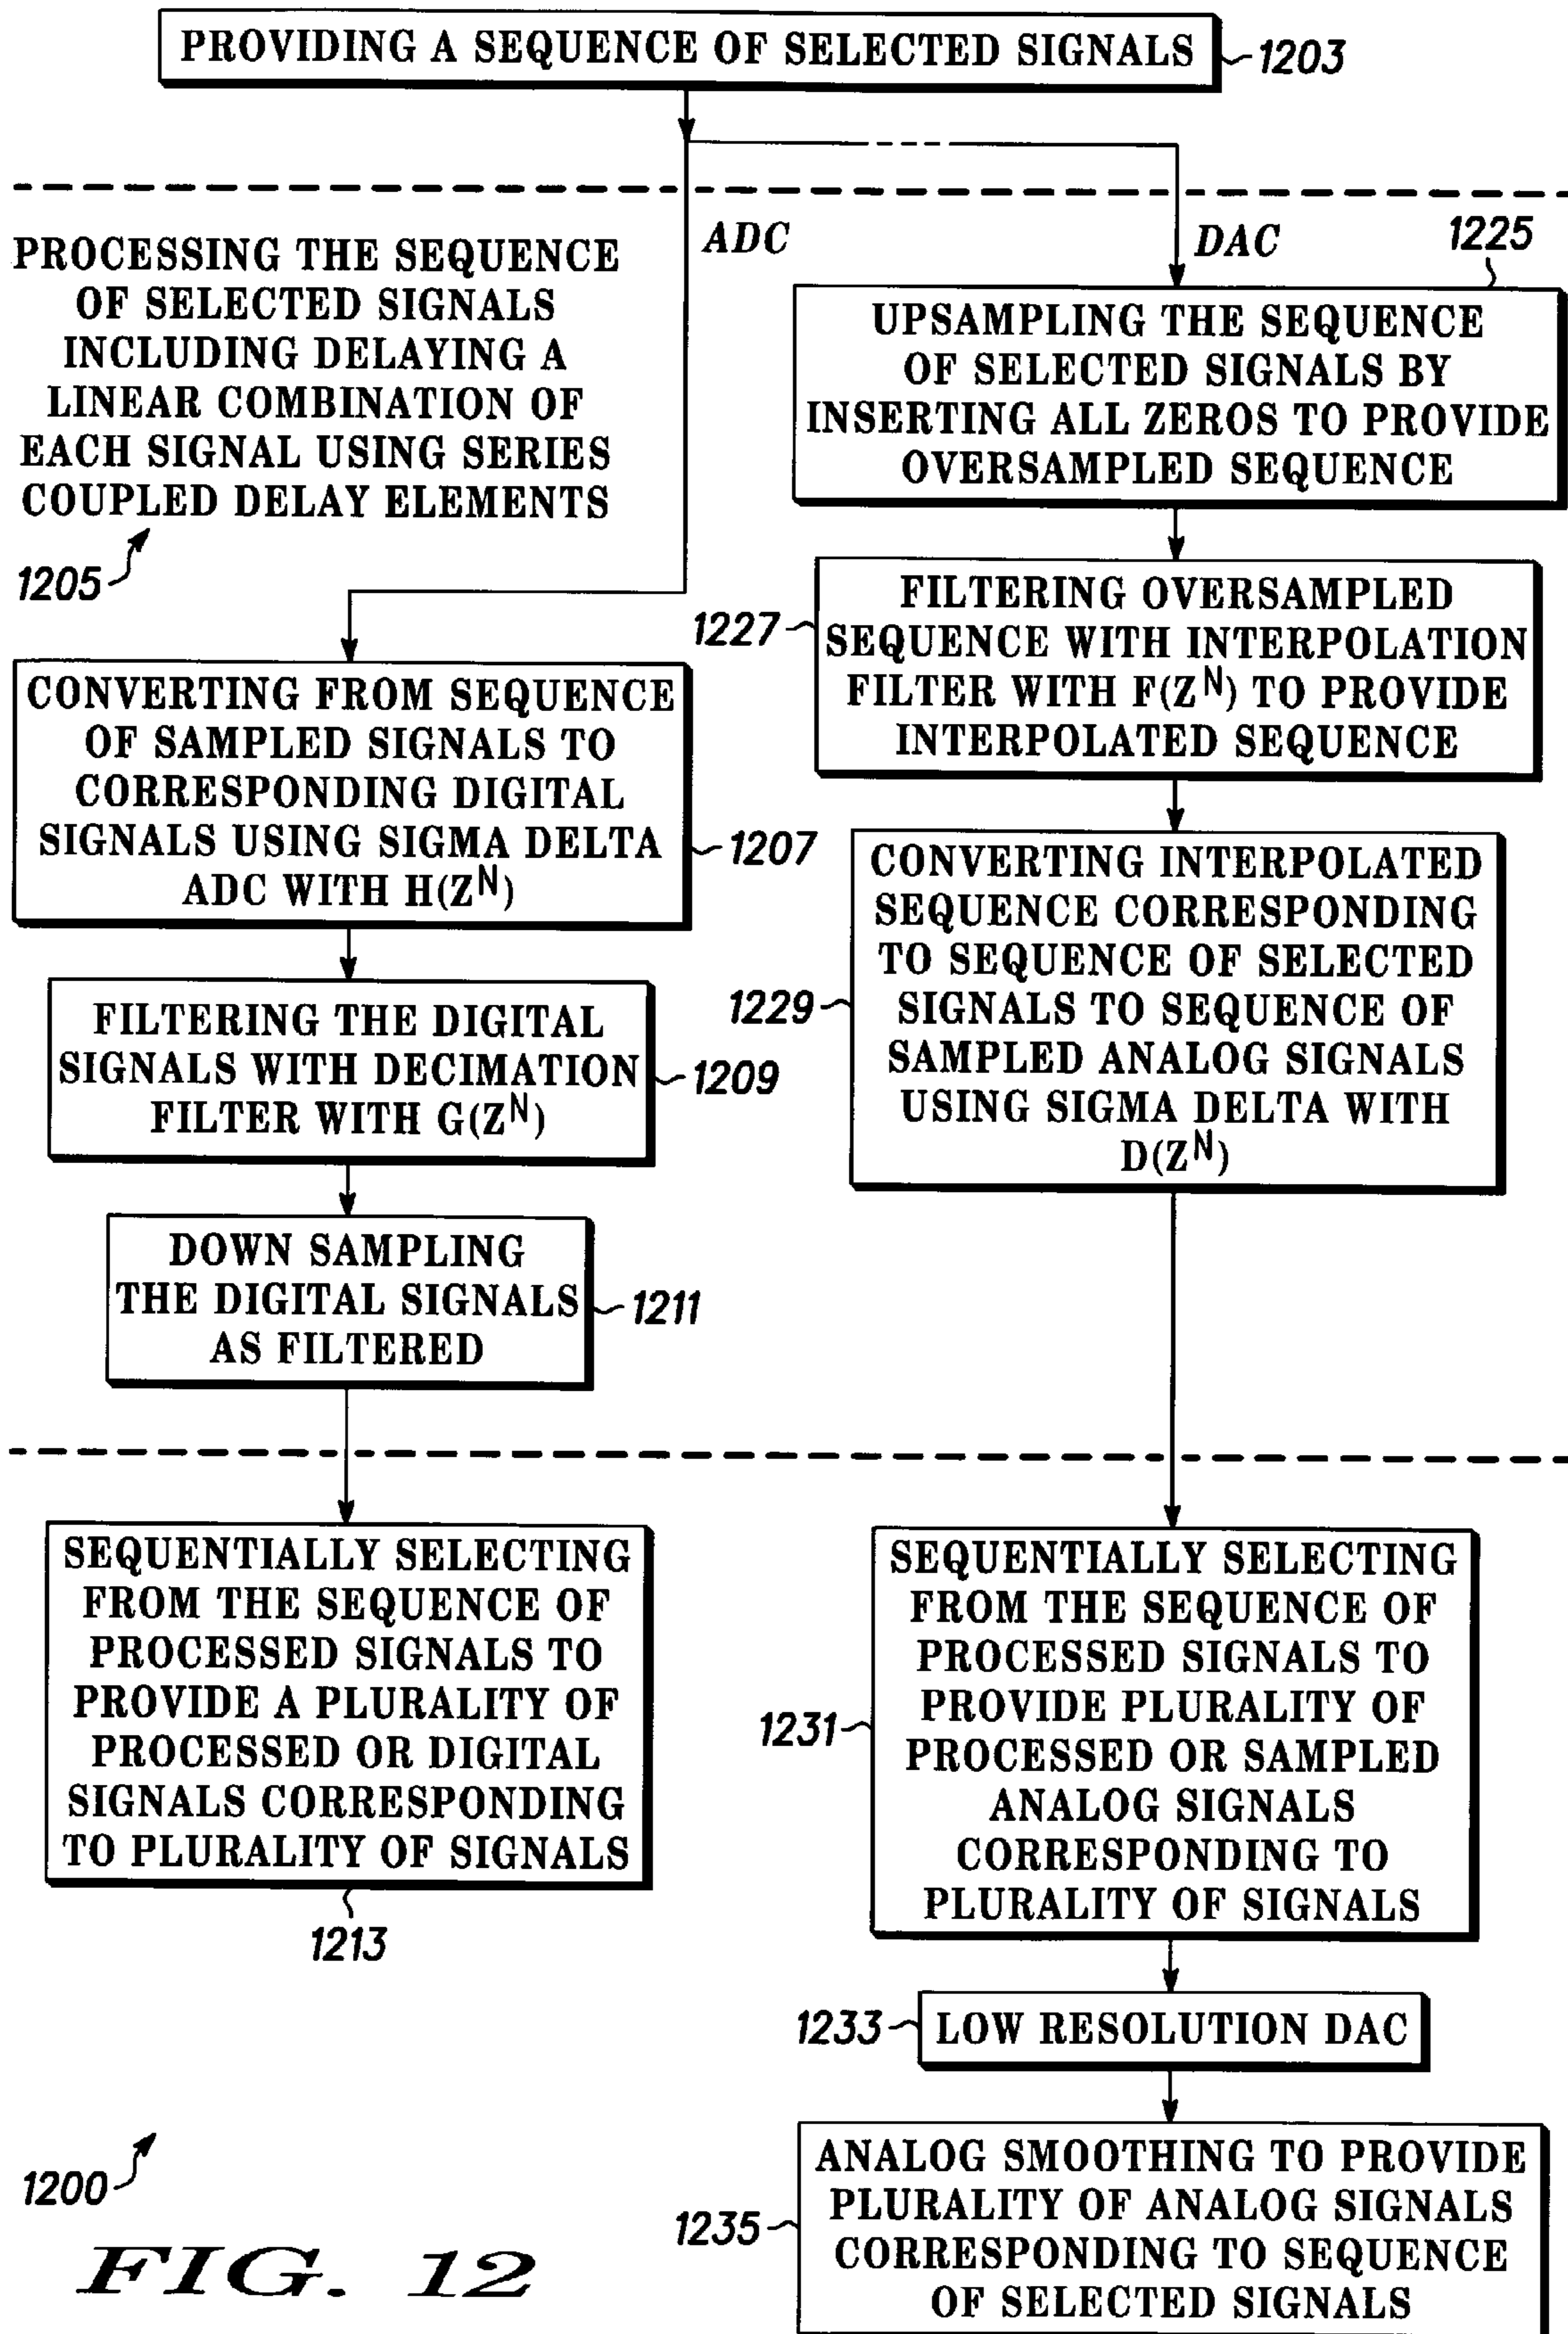 PROVIDING A SEQUENCE OF SELECTED SIGNALS
1203
ADC
DAC
PROCESSING THE SEQUENCE
OF SELECTED SIGNALS
INCLUDING DELAYING A
LINEAR COMBINATION OF
EACH SIGNAL USING SERIES
COUPLED DELAY ELEMENTS
1205
CONVERTING FROM SEQUENCE
OF SAMPLED SIGNALS TO
CORRESPONDING DIGITAL
SIGNALS USING SIGMA DELTA
ADC WITH H(Z^N)
1207
FILTERING THE DIGITAL
SIGNALS WITH DECIMATION
FILTER WITH G(Z^N)
1209
DOWN SAMPLING
THE DIGITAL SIGNALS
AS FILTERED
1211
SEQUENTIALLY SELECTING
FROM THE SEQUENCE OF
PROCESSED SIGNALS TO
PROVIDE A PLURALITY OF
PROCESSED OR DIGITAL
SIGNALS CORRESPONDING
TO PLURALITY OF SIGNALS
1213
1225
UPSAMPLING THE SEQUENCE
OF SELECTED SIGNALS BY
INSERTING ALL ZEROS TO PROVIDE
OVERSAMPLED SEQUENCE
1227
FILTERING OVERSAMPLED
SEQUENCE WITH INTERPOLATION
FILTER WITH F(Z^N) TO PROVIDE
INTERPOLATED SEQUENCE
1229
CONVERTING INTERPOLATED
SEQUENCE CORRESPONDING
TO SEQUENCE OF SELECTED
SIGNALS TO SEQUENCE OF
SAMPLED ANALOG SIGNALS
USING SIGMA DELTA WITH
D(Z^N)
1231
SEQUENTIALLY SELECTING
FROM THE SEQUENCE OF
PROCESSED SIGNALS TO
PROVIDE PLURALITY OF
PROCESSED OR SAMPLED
ANALOG SIGNALS
CORRESPONDING TO
PLURALITY OF SIGNALS
1233
LOW RESOLUTION DAC
1235
ANALOG SMOOTHING TO PROVIDE
PLURALITY OF ANALOG SIGNALS
CORRESPONDING TO SEQUENCE
OF SELECTED SIGNALS
1200
FIG. 12